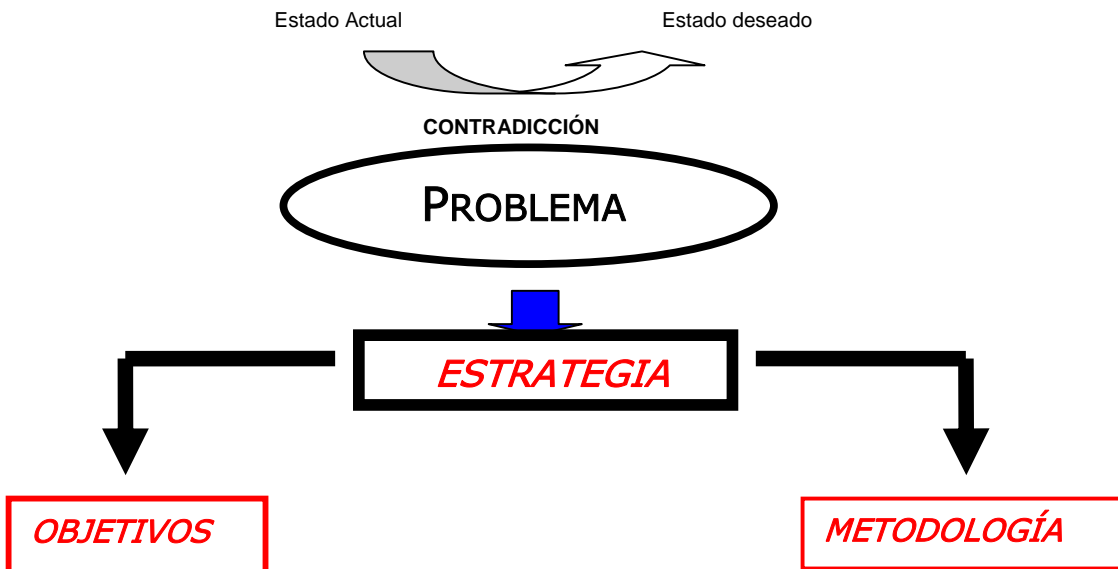 Estado Actual Estado deseado
CONTRADICCIÓN
PROBLEMA
ESTRATEGIA
OBJETIVOS METODOLOGÍA